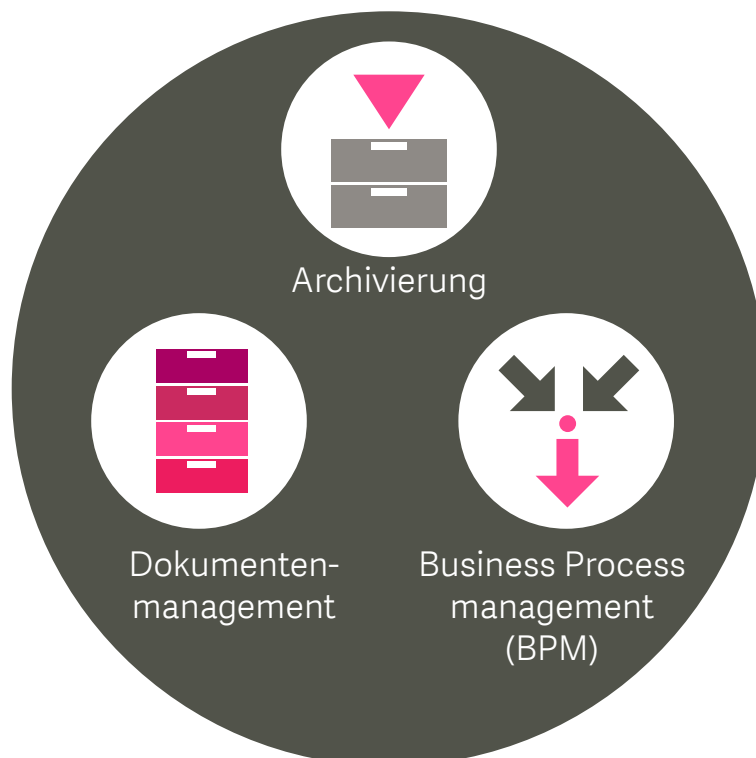 Archivierung
Dokumenten-
management
Business Process
management
(BPM)